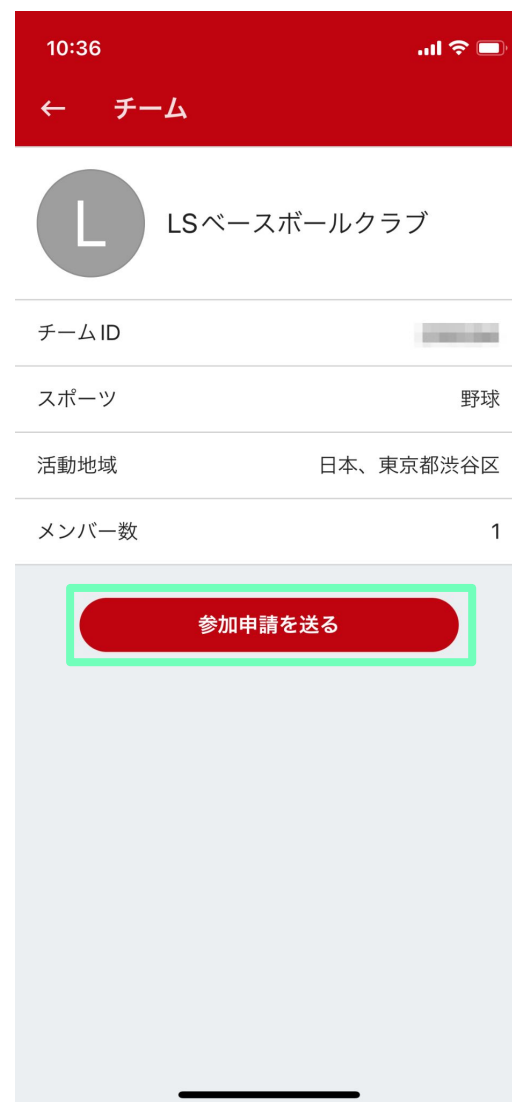 10:36
← チーム
L
LSベースボールクラブ
チームID
スポーツ 野球
活動地域 日本、東京都渋谷区
メンバー数 1
参加申請を送る